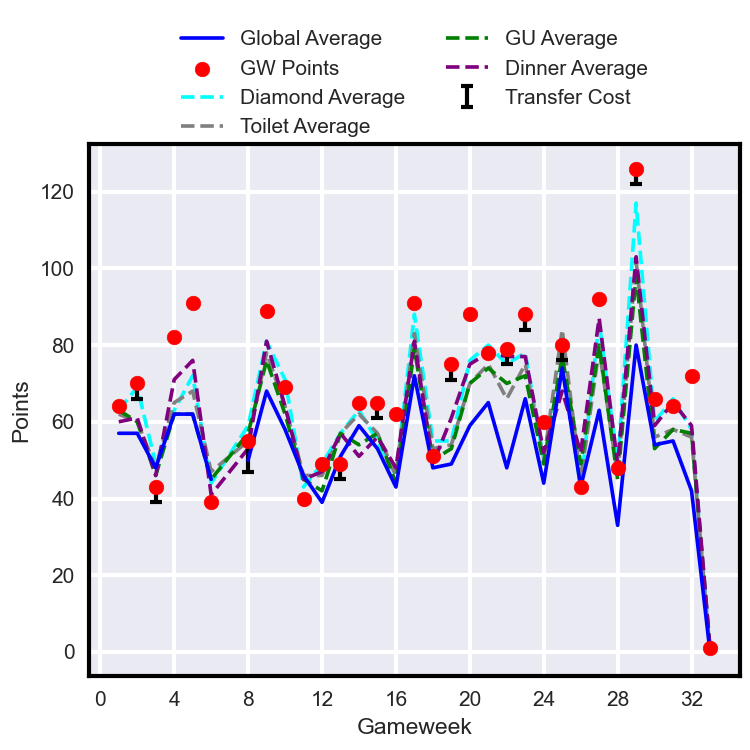 Global Average
GW Points
Diamond Average
Toilet Average
GU Average
Dinner Average
Transfer Cost
120
100
80
60
40
20
0
Points
0 4 8 12 16 20 24 28 32
Gameweek